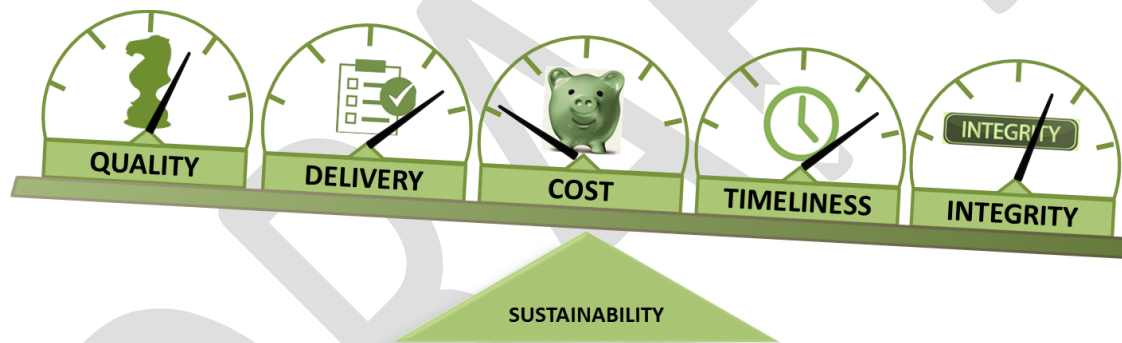 INTEGRITY
QUALITY
DELIVERY
COST
TIMELINESS
INTEGRITY
SUSTAINABILITY